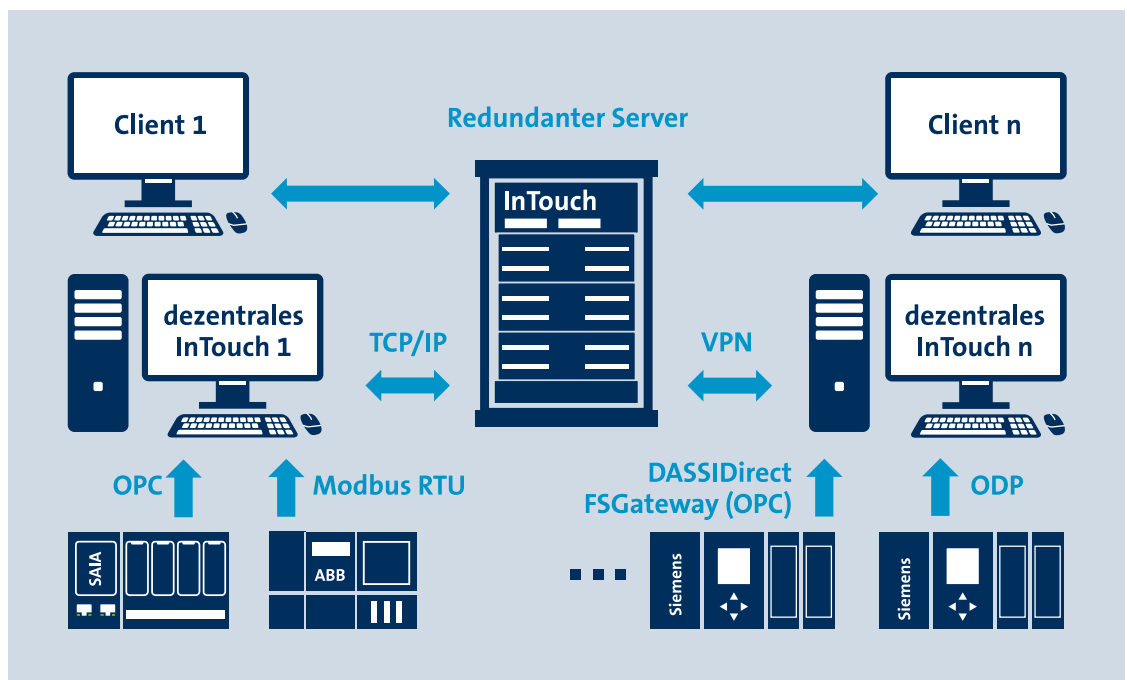 Client 1
Redundanter Server
Client n
InTouch
dezentrales
InTouch 1
TCP/IP
VPN
dezentrales
InTouch n
OPC
Modbus RTU
DASSIDirect
FSGateway (OPC)
ODP
SAIA
ABB
Siemens
Siemens